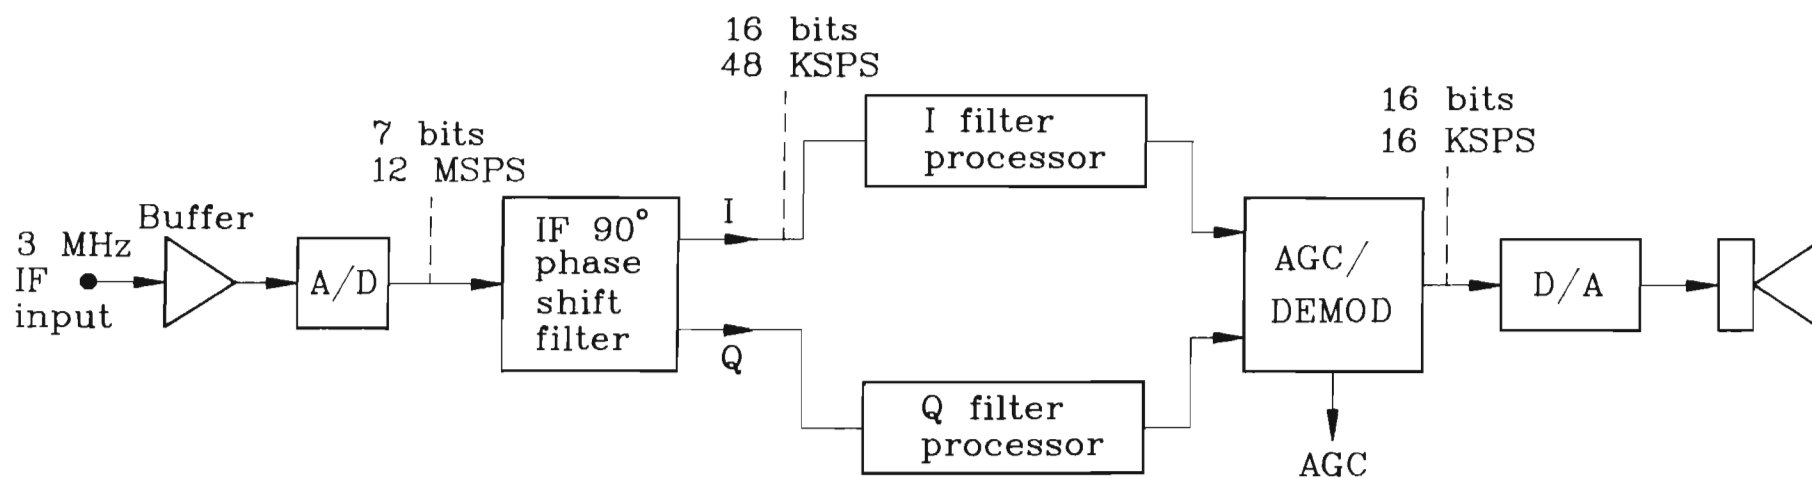 3 MHz
IF
input
Buffer
A/D
7 bits
12 MSPS
IF 90°
phase
shift
filter
I
Q
16 bits
48 KSPS
I filter
processor
Q filter
processor
AGC/
DEMOD
AGC
16 bits
16 KSPS
D/A